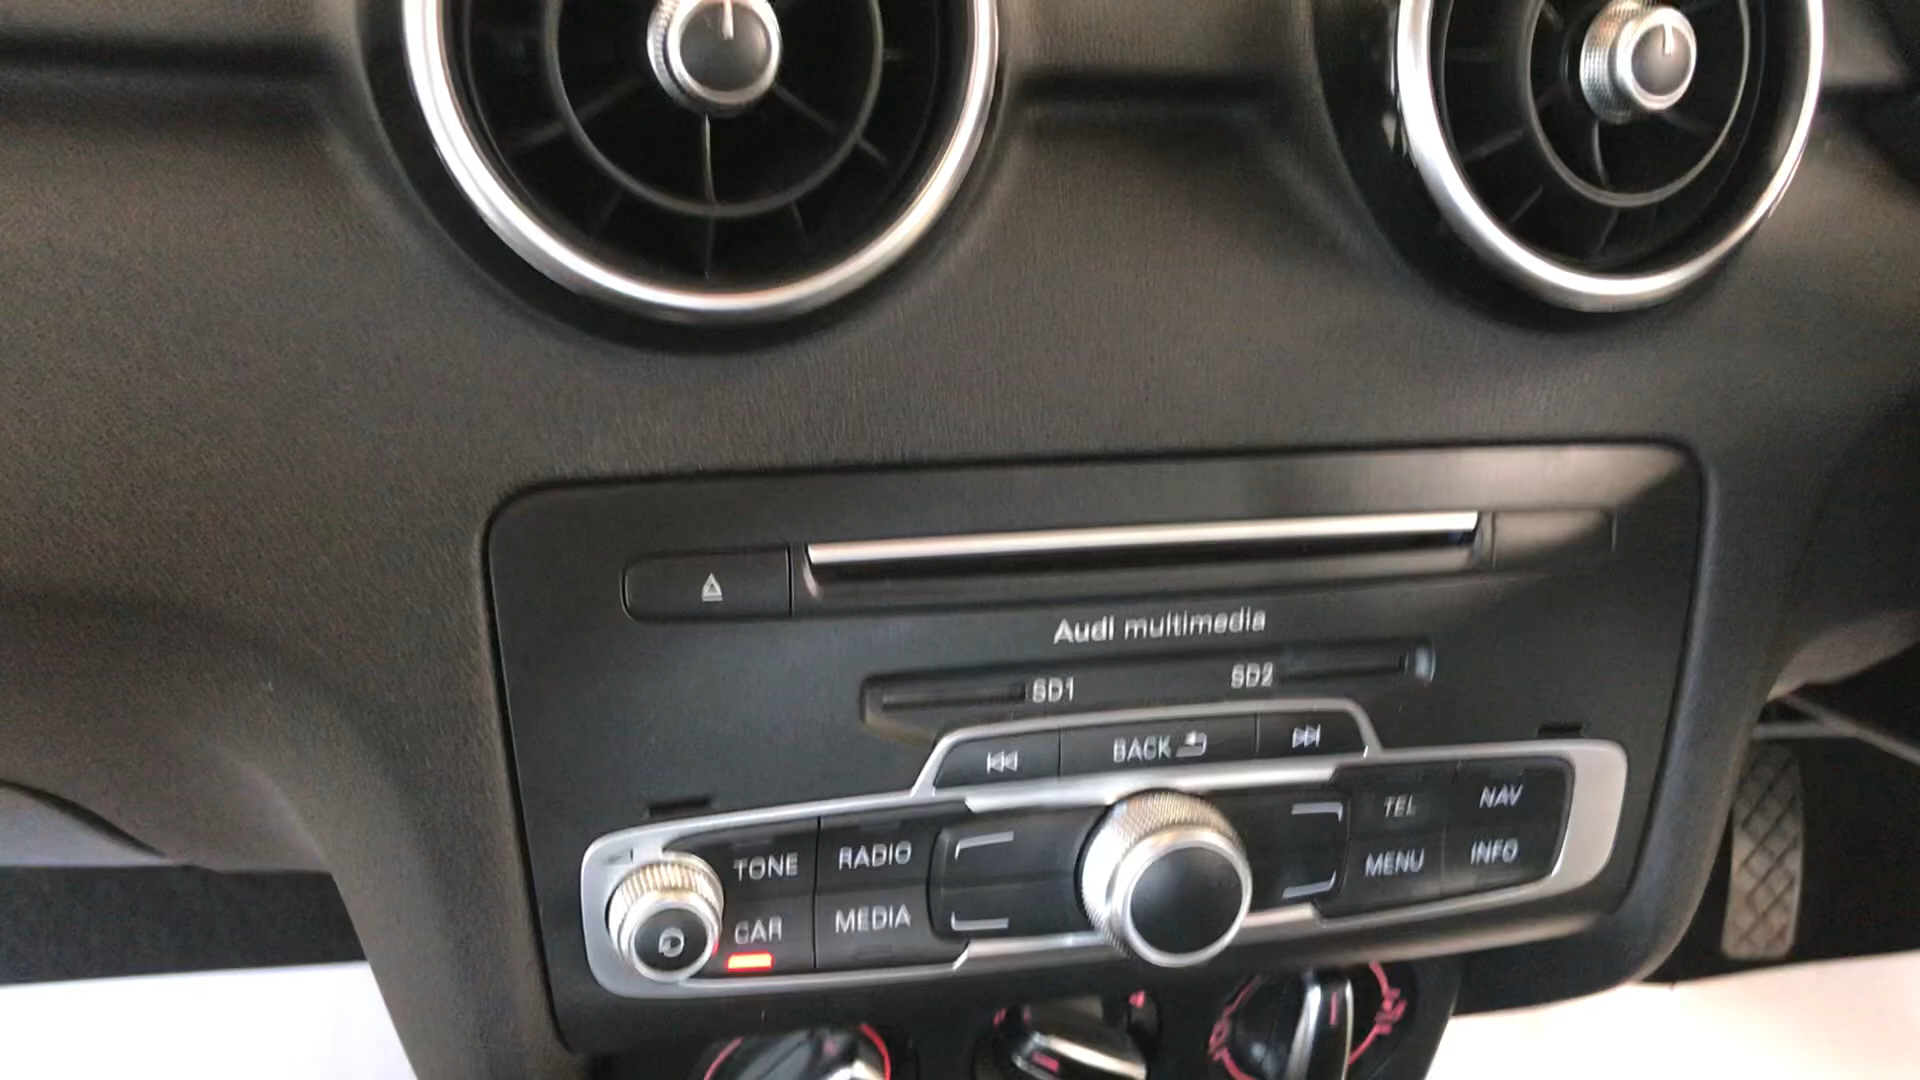 Audi multimedia
SD1
SD2
BACK
TEL
NAV
TONE
RADIO
MENU
INFO
CAR
MEDIA